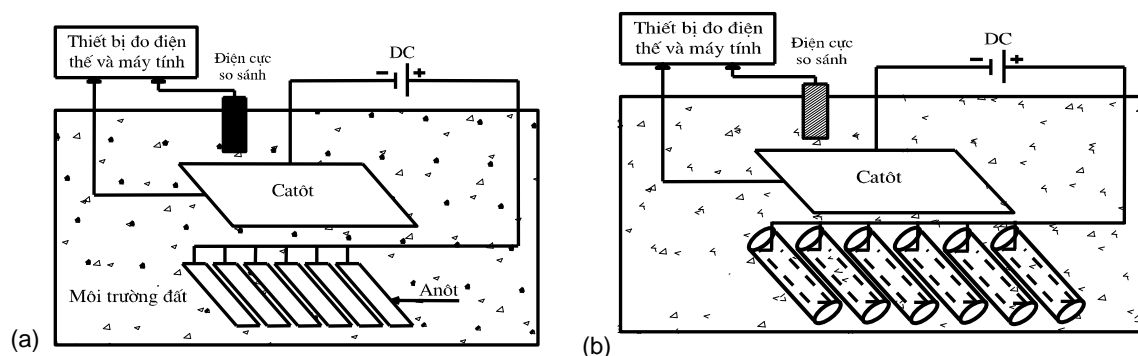 Thiết bị đo điện
thế và máy tính
Điện cực
so sánh
DC
− +
Catôt
Môi trường đất
Anôt
(a)
Thiết bị đo điện
thế và máy tính
Điện cực
so sánh
DC
− +
Catôt
(b)